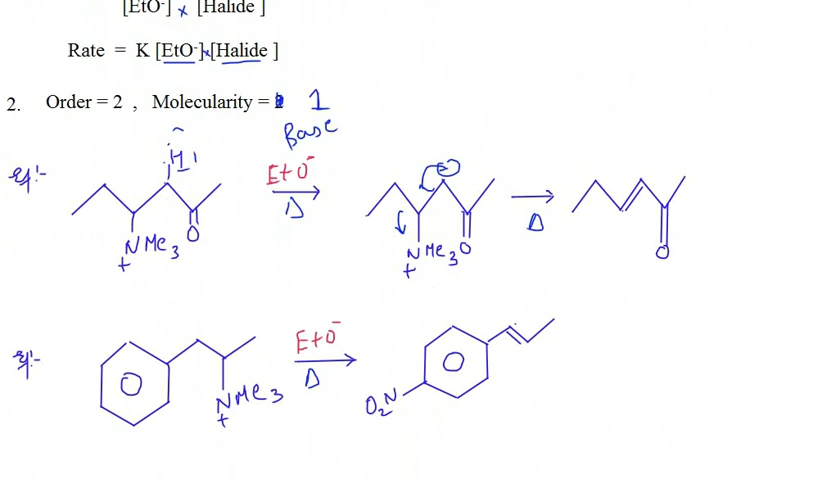 [EtO-] x [Halide ]
Rate = K [EtO-]x[Halide ]
2. Order = 2 , Molecularity = 1
Base
eg:- H EtO- Δ ⊖ Δ
NMe3 + O NMe3 + O O
eg:- EtO- Δ
NMe3 + O2N